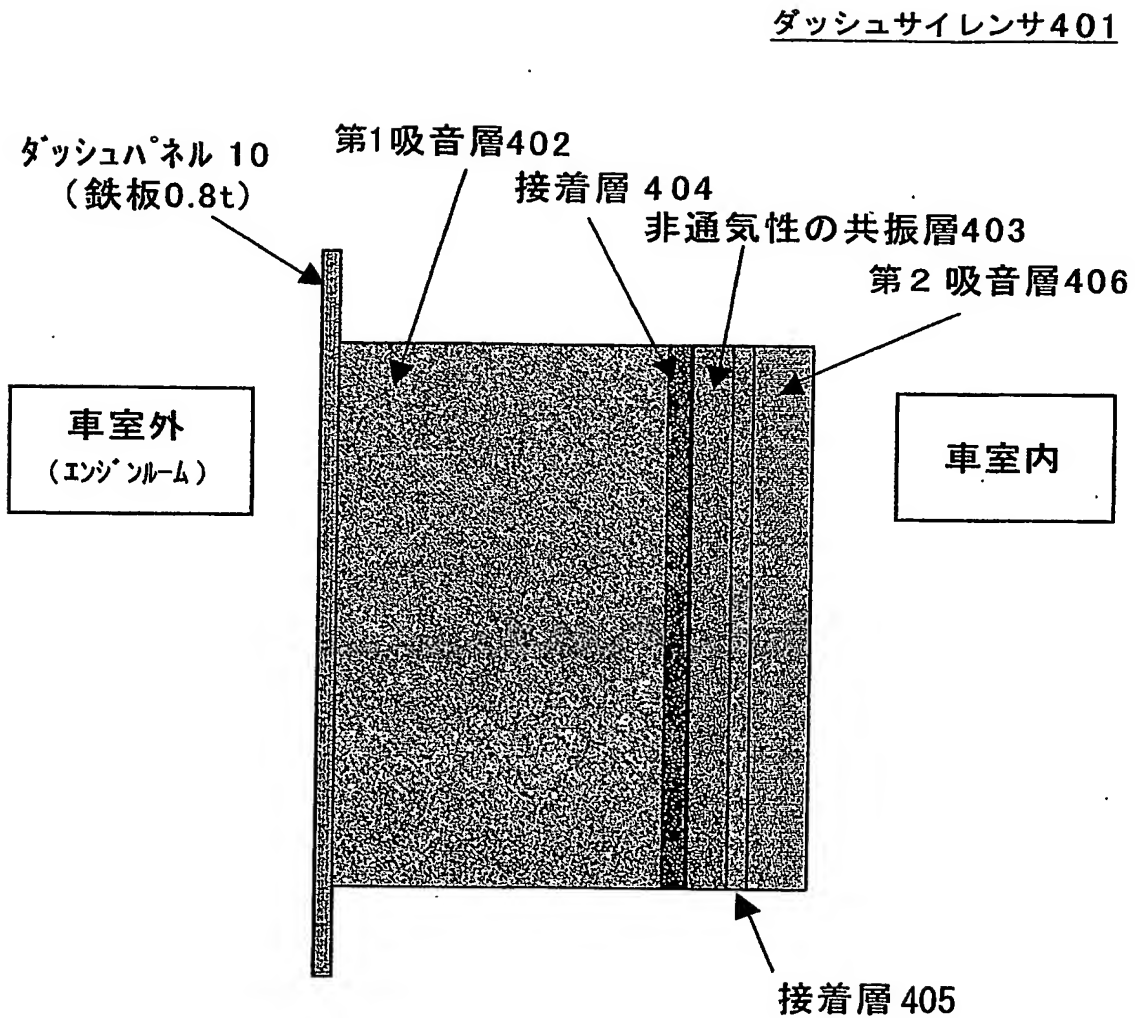 ダッシュサイレンサ401
ダッシュパネル 10
(鉄板0.8t)
第1吸音層402
接着層 404
非通気性の共振層403
第2 吸音層406
車室外
(エンジンルーム)
車室内
接着層 405